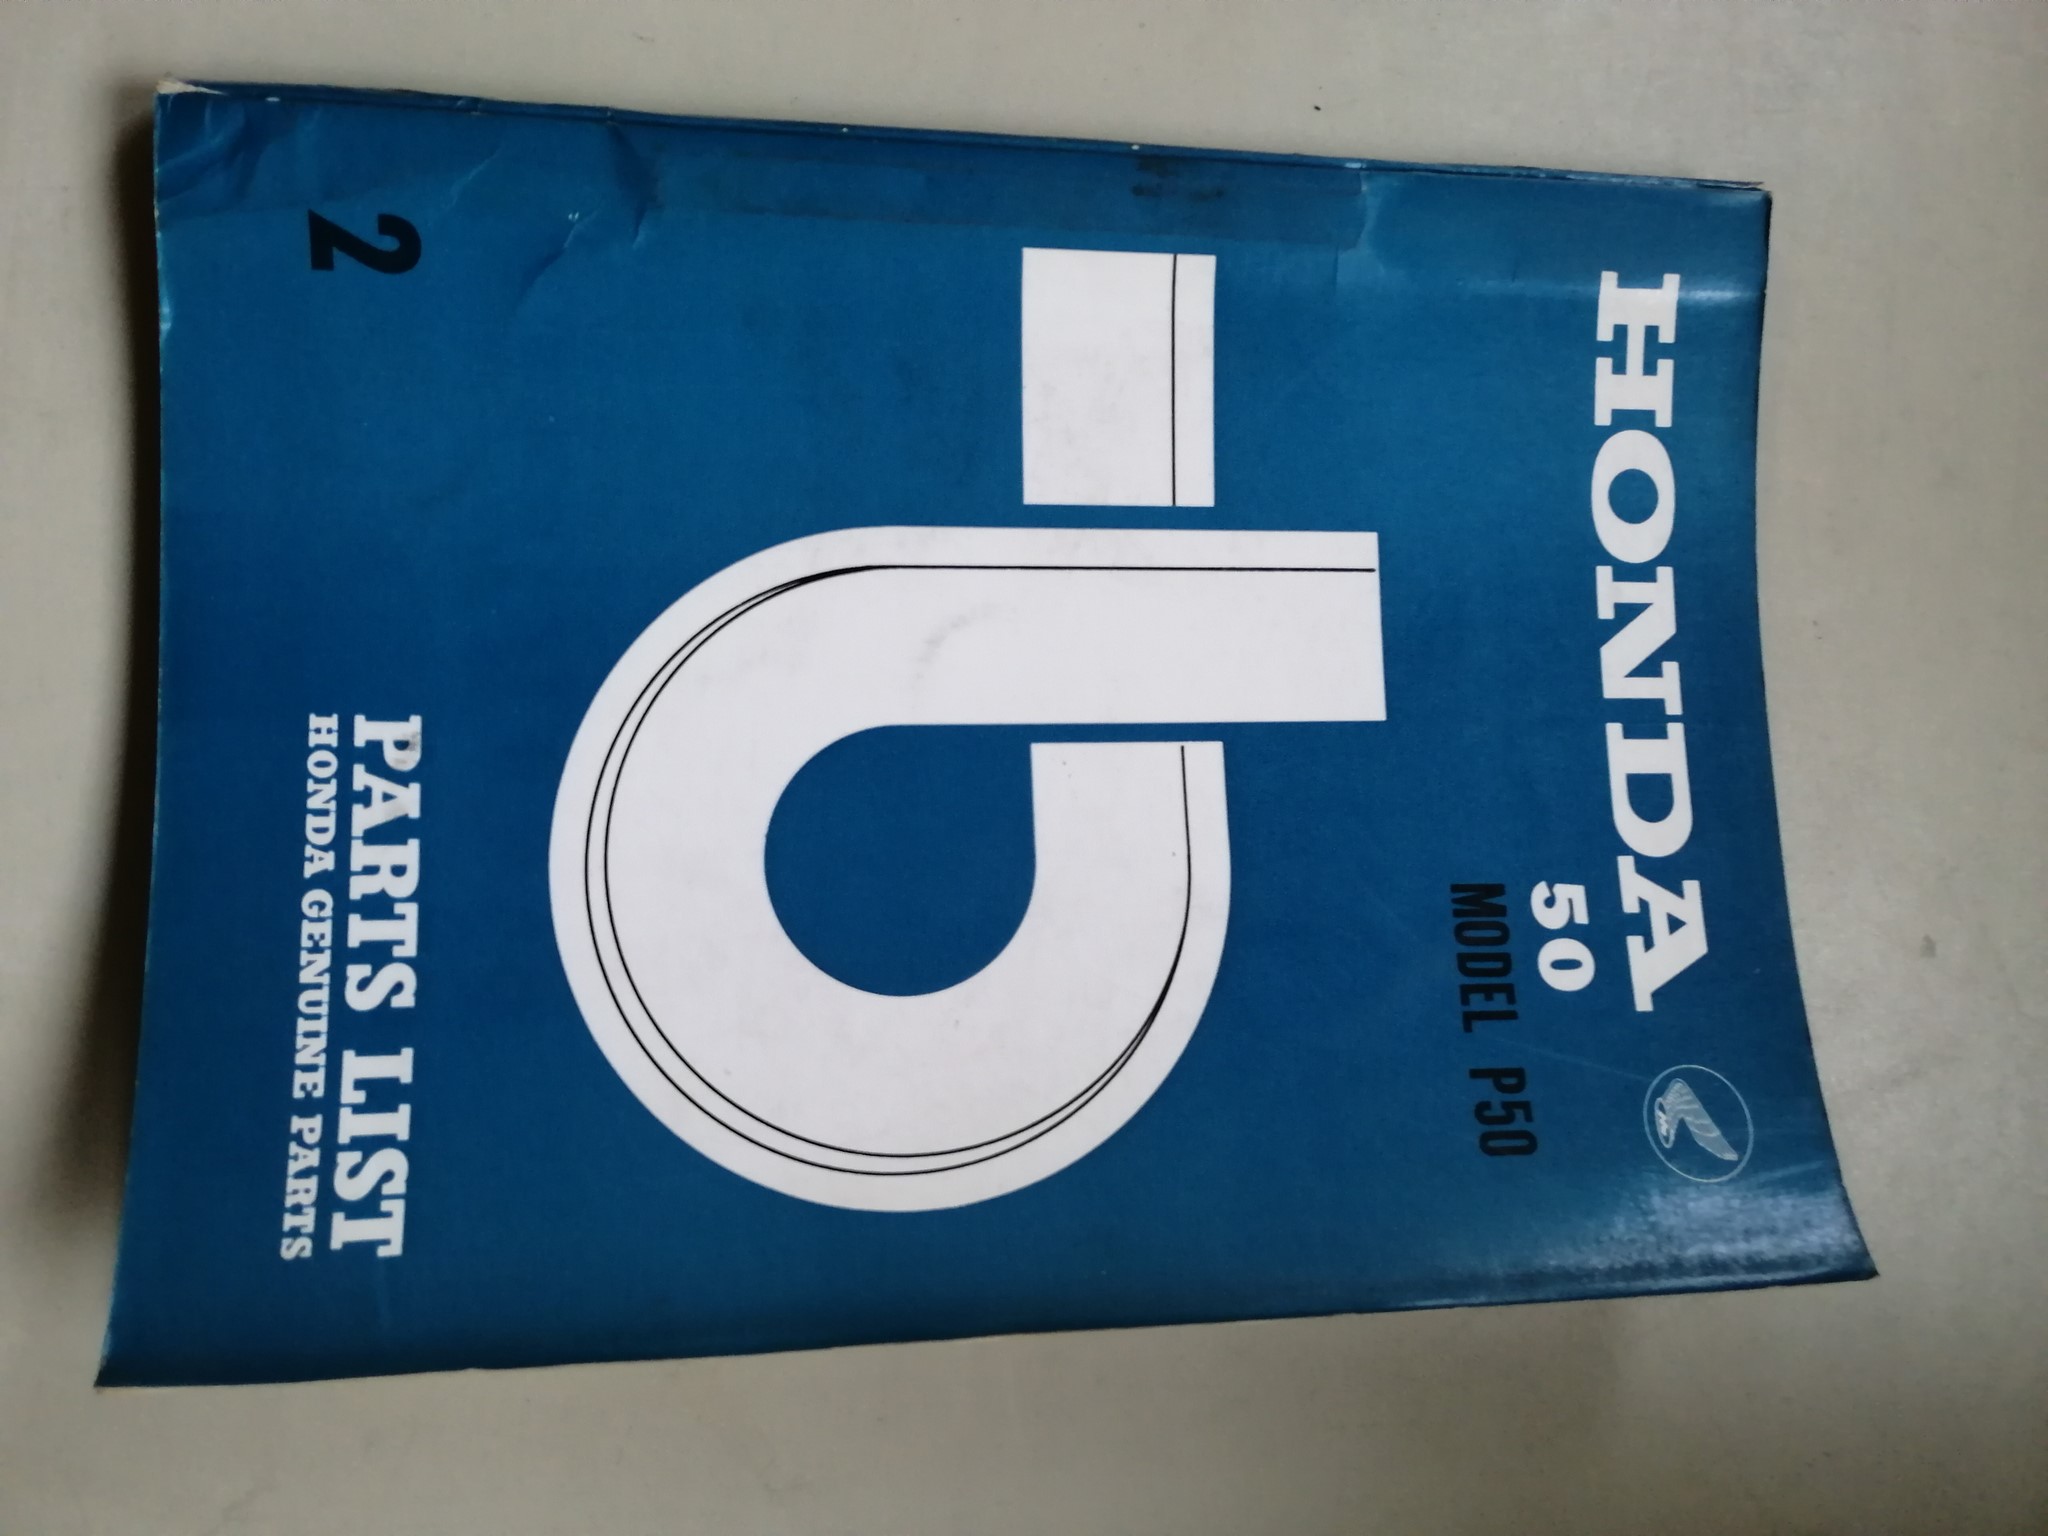 HONDA
50
MODEL P50
2
PARTS LIST
HONDA GENUINE PARTS